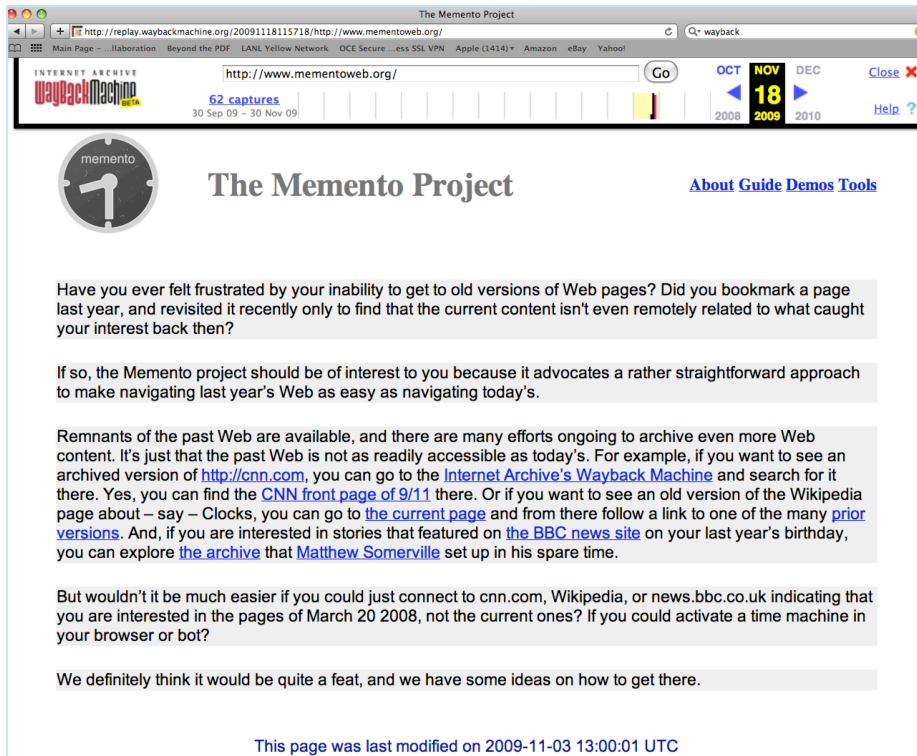 The Memento Project
http://replay.waybackmachine.org/20091118115718/http://www.mementoweb.org/
wayback
Main Page – ...llaboration Beyond the PDF LANL Yellow Network OCE Secure ...ess SSL VPN Apple (1414) Amazon eBay Yahoo!
INTERNET ARCHIVE
WayBackMachine
BETA
http://www.mementoweb.org/ Go
62 captures
30 Sep 09 – 30 Nov 09
OCT NOV DEC
18
2008 2009 2010
Close
Help ?
memento
The Memento Project
About Guide Demos Tools
Have you ever felt frustrated by your inability to get to old versions of Web pages? Did you bookmark a page
last year, and revisited it recently only to find that the current content isn't even remotely related to what caught
your interest back then?
If so, the Memento project should be of interest to you because it advocates a rather straightforward approach
to make navigating last year's Web as easy as navigating today's.
Remnants of the past Web are available, and there are many efforts ongoing to archive even more Web
content. It's just that the past Web is not as readily accessible as today's. For example, if you want to see an
archived version of http://cnn.com, you can go to the Internet Archive's Wayback Machine and search for it
there. Yes, you can find the CNN front page of 9/11 there. Or if you want to see an old version of the Wikipedia
page about – say – Clocks, you can go to the current page and from there follow a link to one of the many prior
versions. And, if you are interested in stories that featured on the BBC news site on your last year's birthday,
you can explore the archive that Matthew Somerville set up in his spare time.
But wouldn't it be much easier if you could just connect to cnn.com, Wikipedia, or news.bbc.co.uk indicating that
you are interested in the pages of March 20 2008, not the current ones? If you could activate a time machine in
your browser or bot?
We definitely think it would be quite a feat, and we have some ideas on how to get there.
This page was last modified on 2009-11-03 13:00:01 UTC